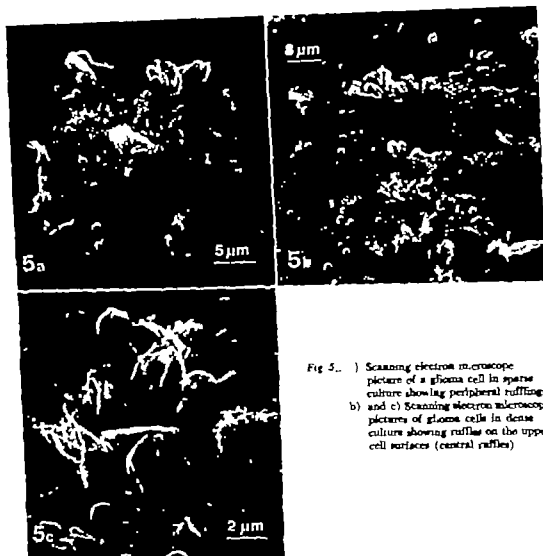 8 µm
5a
5 µm
5b
Fig 5.. ) Scanning electron microscope
picture of a glioma cell in sparse
culture showing peripheral ruffling
b) and c) Scanning electron microscope
pictures of glioma cells in dense
culture showing ruffles on the upper
cell surfaces (central ruffles)
5c
2 µm